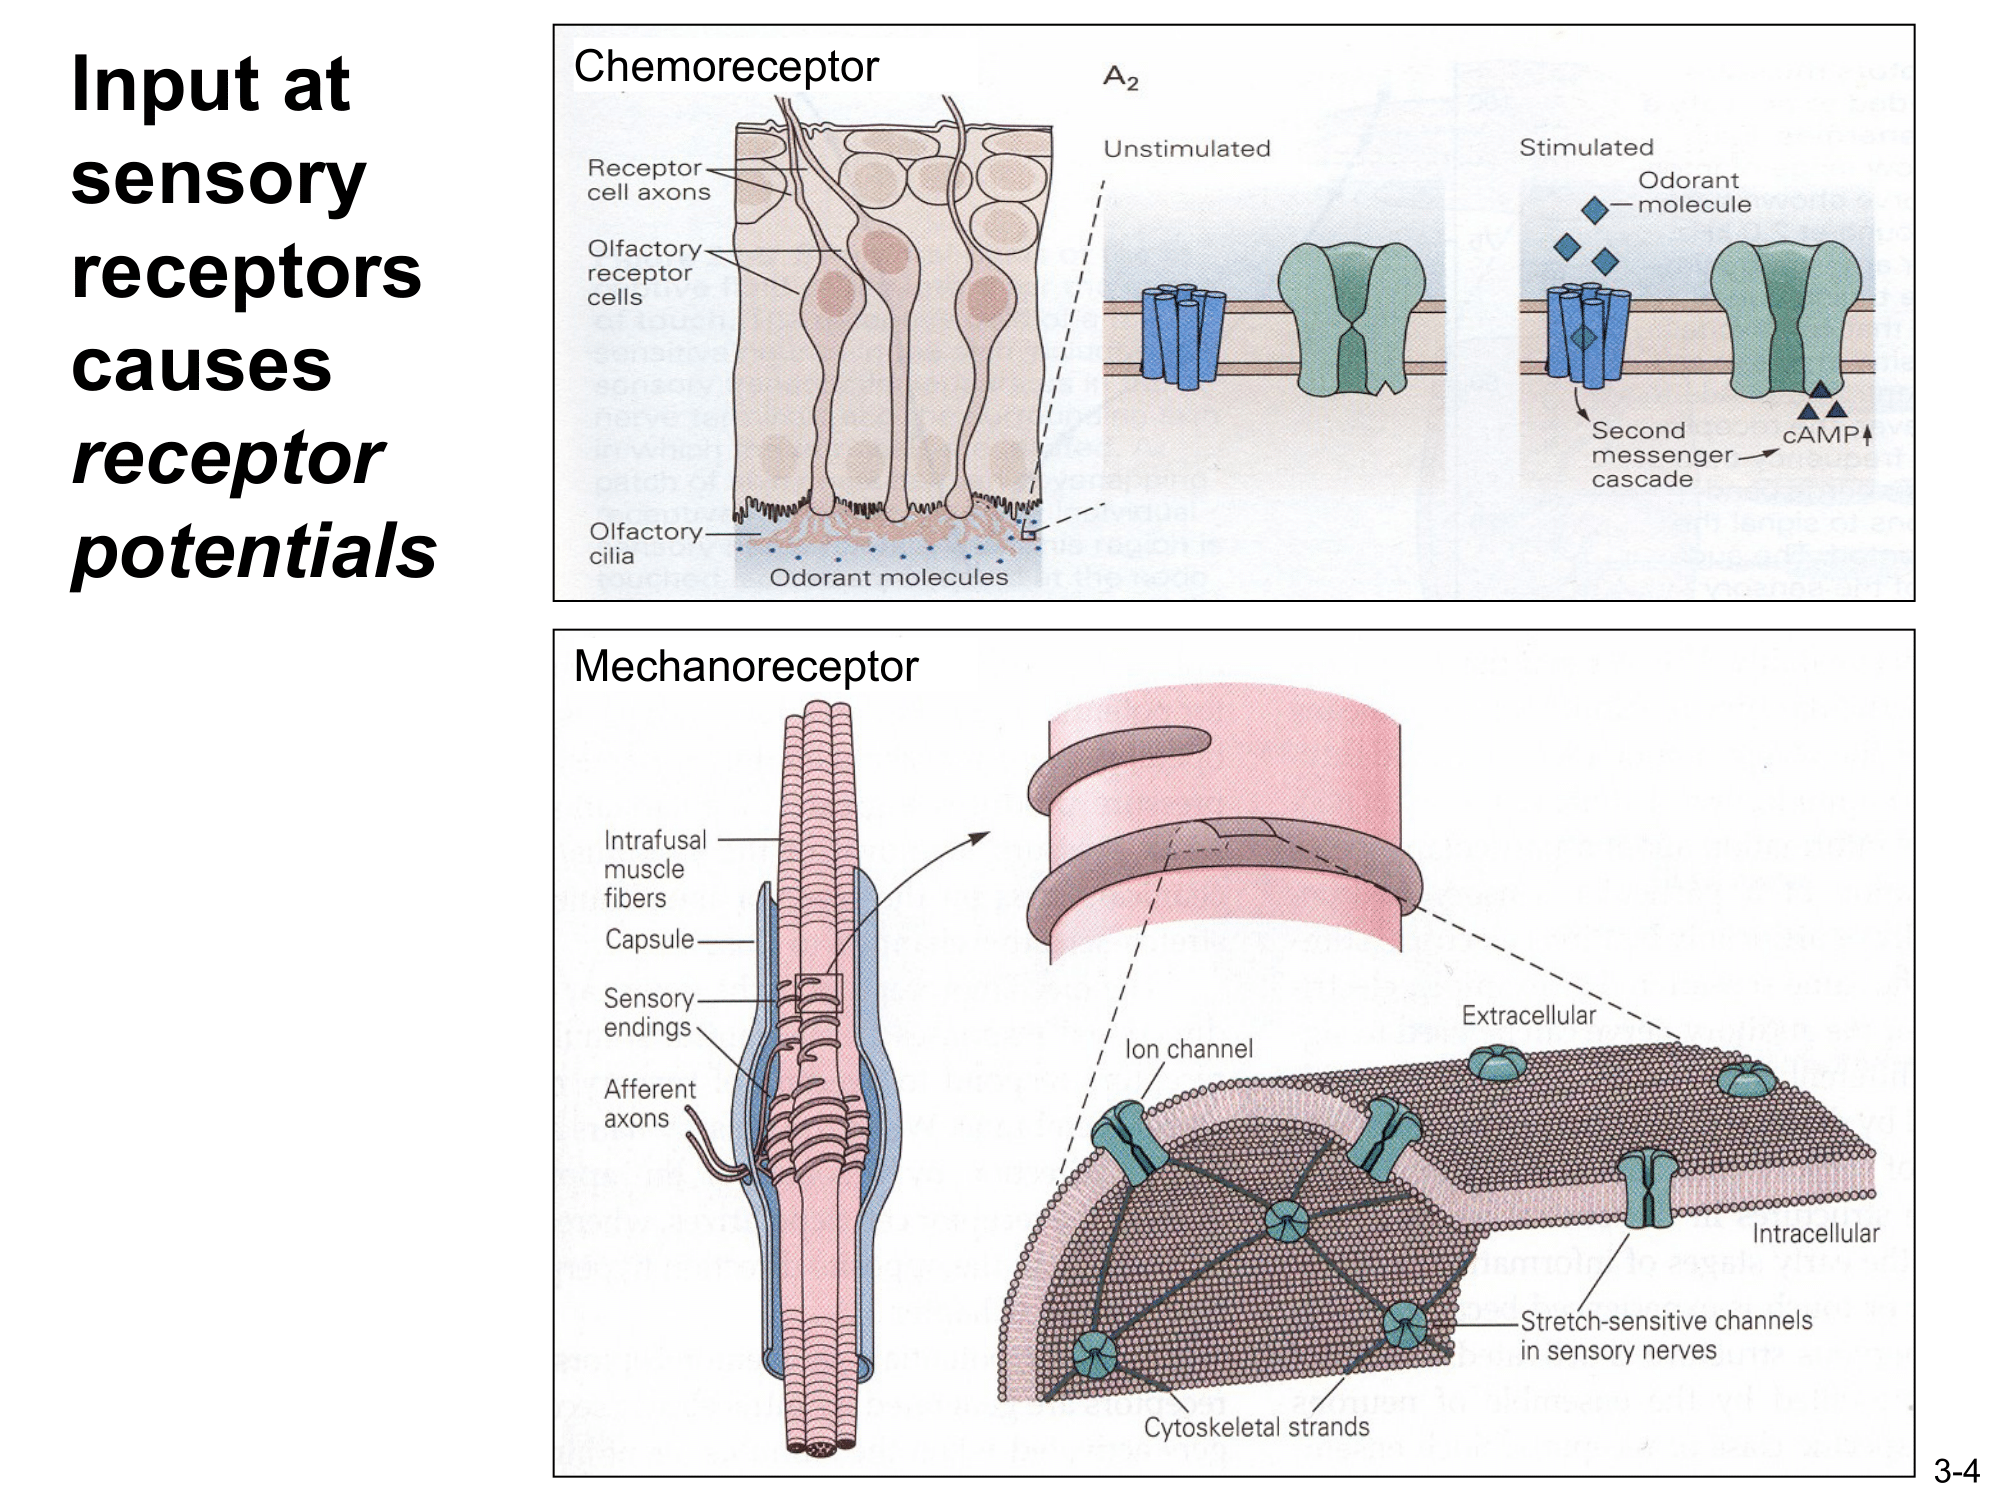 Input at
sensory
receptors
causes
receptor
potentials
Chemoreceptor
A2
Receptor
cell axons
Olfactory
receptor
cells
Olfactory
cilia
Odorant molecules
Unstimulated
Stimulated
Odorant
molecule
Second
messenger
cascade
cAMP
Mechanoreceptor
Intrafusal
muscle
fibers
Capsule
Sensory
endings
Afferent
axons
Extracellular
Ion channel
Intracellular
Stretch-sensitive channels
in sensory nerves
Cytoskeletal strands
3-4